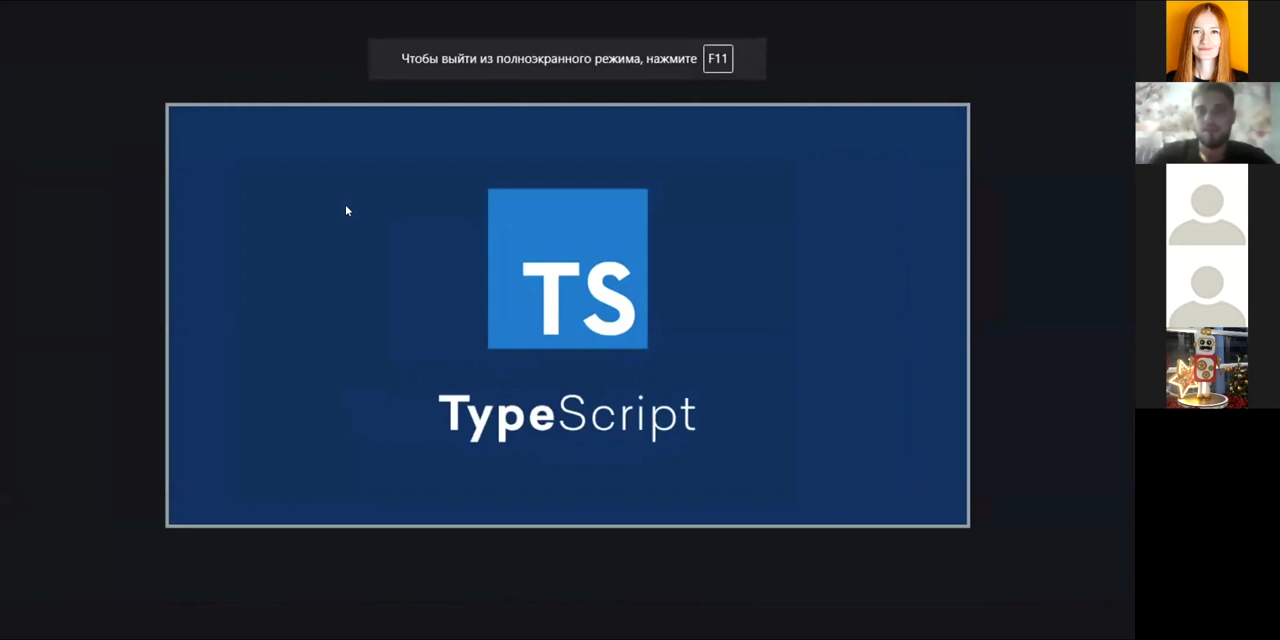 Чтобы выйти из полноэкранного режима, нажмите F11
TS
TypeScript